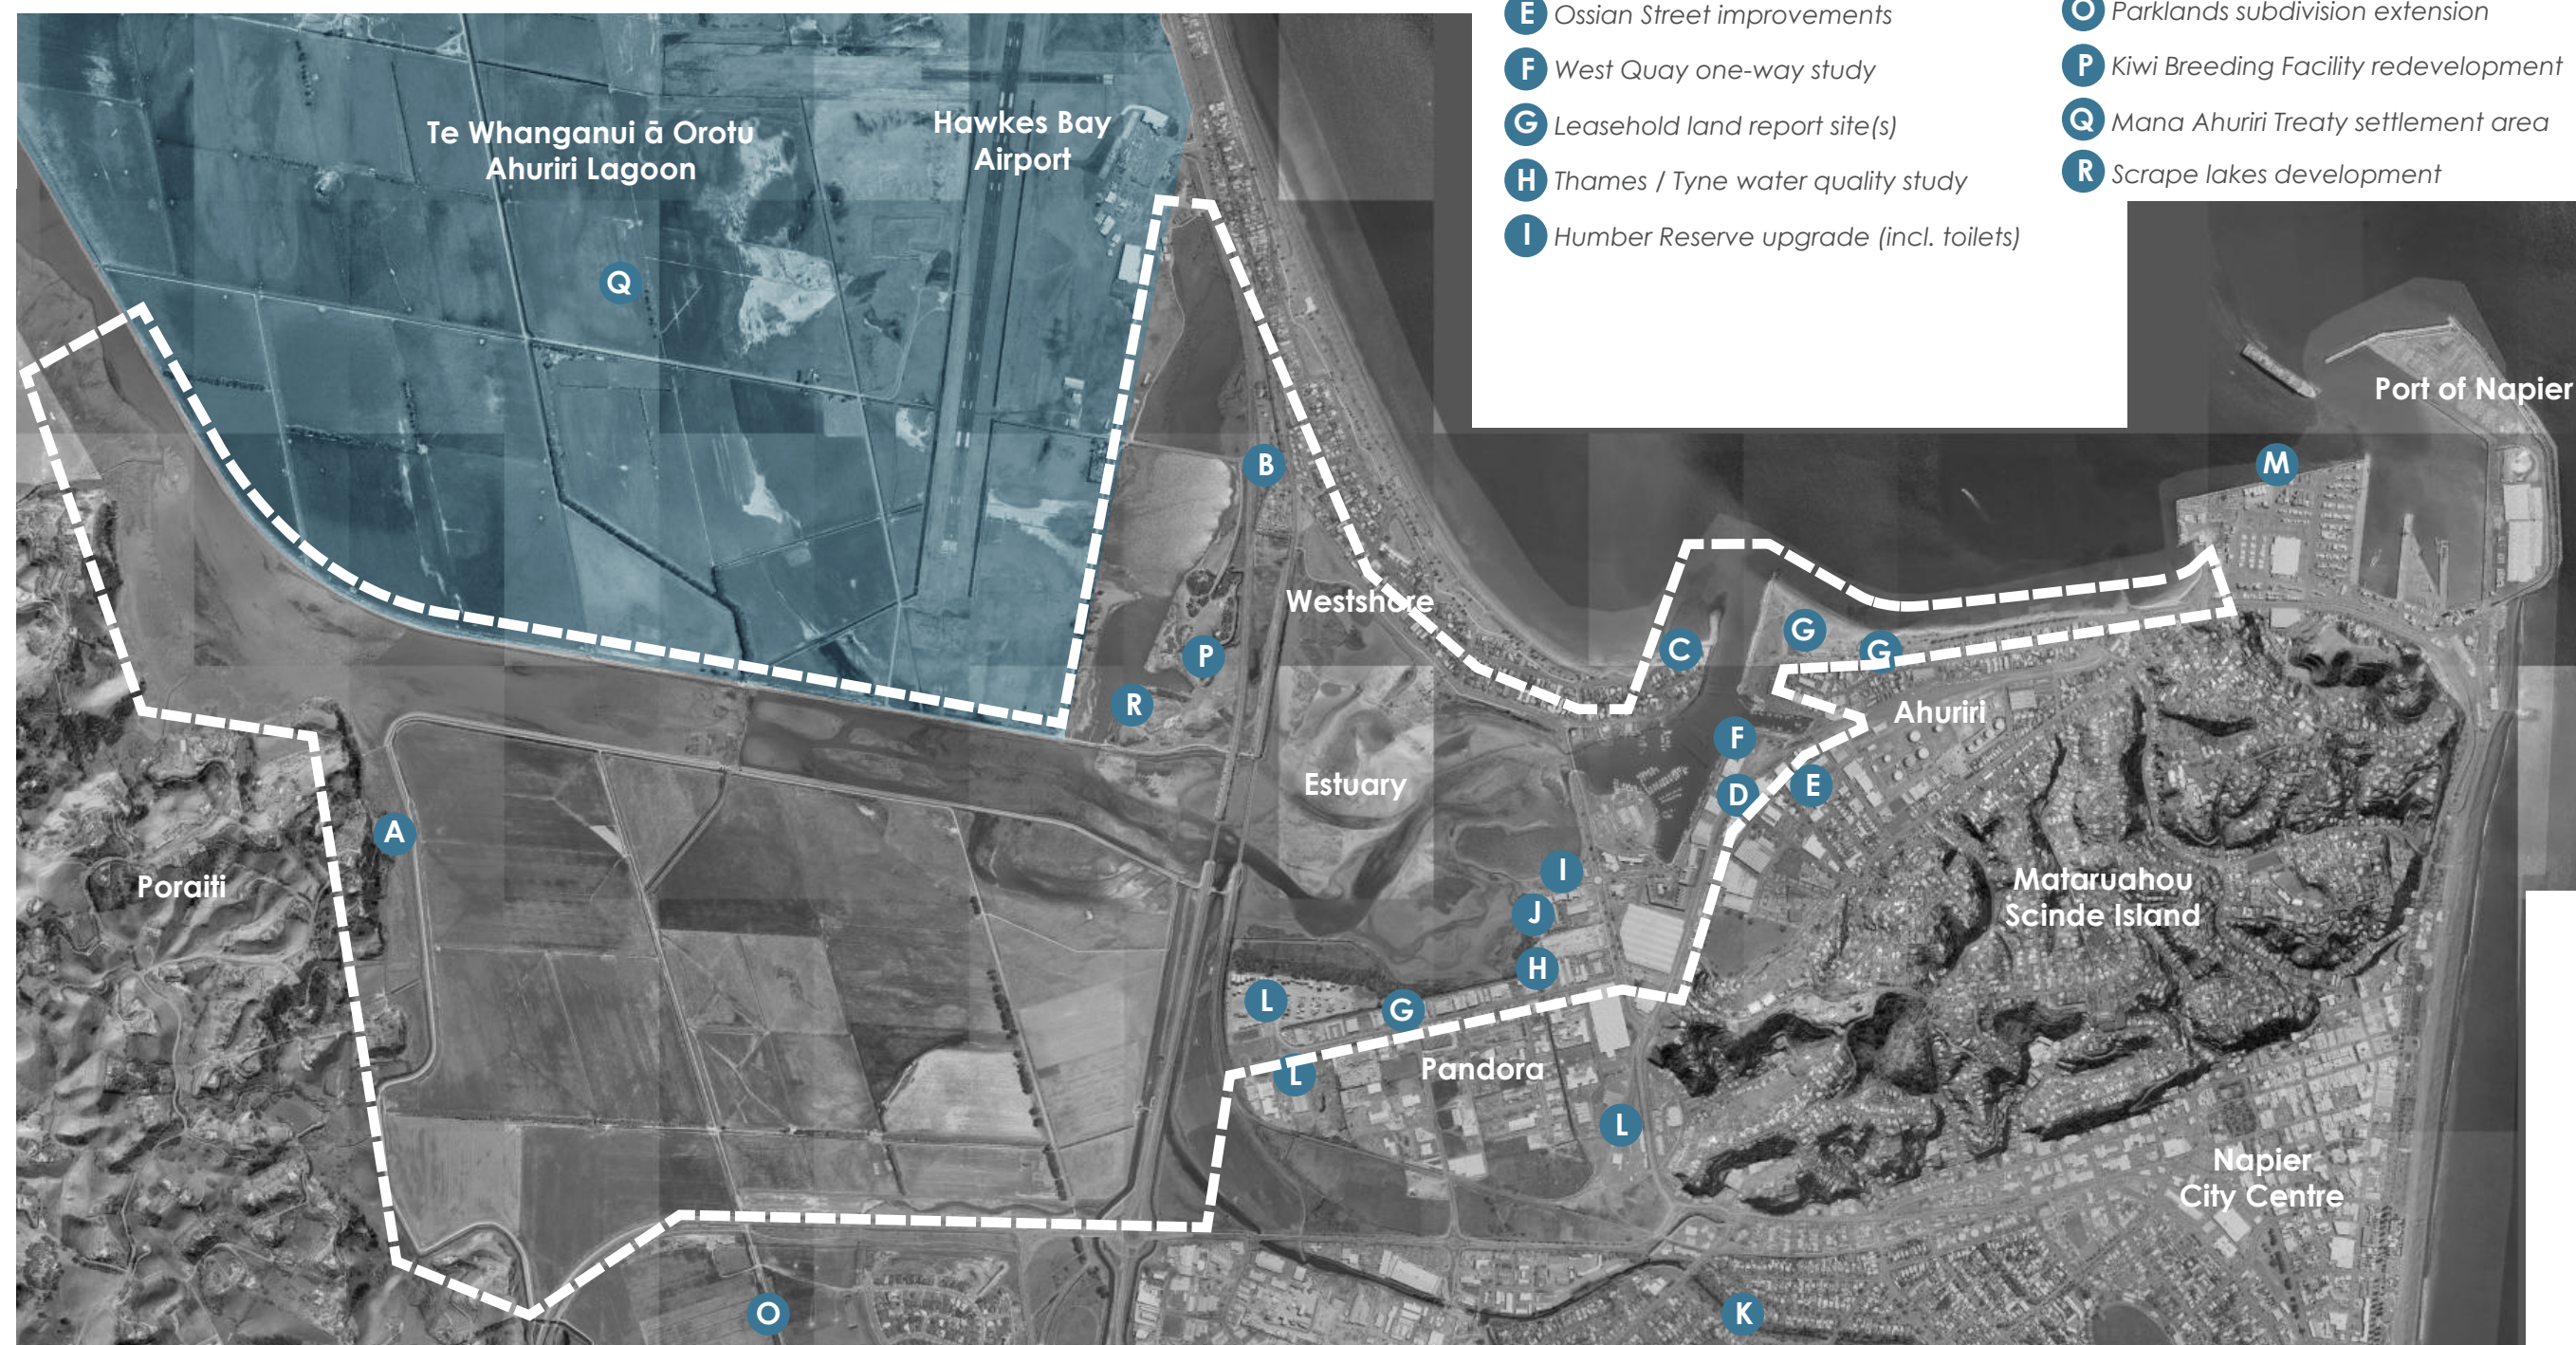 E Ossian Street improvements
F West Quay one-way study
G Leasehold land report site(s)
H Thames / Tyne water quality study
I Humber Reserve upgrade (incl. toilets)
O Parklands subdivision extension
P Kiwi Breeding Facility redevelopment
Q Mana Ahuriri Treaty settlement area
R Scrape lakes development
Te Whanganui ā Orotu
Ahuriri Lagoon
Hawkes Bay
Airport
Q
Port of Napier
B
M
Westshore
P
R
C
G
G
Ahuriri
F
Estuary
D
E
A
Poraiti
I
J
H
Mataruahou
Scinde Island
L
G
L
Pandora
L
Napier
City Centre
O
K